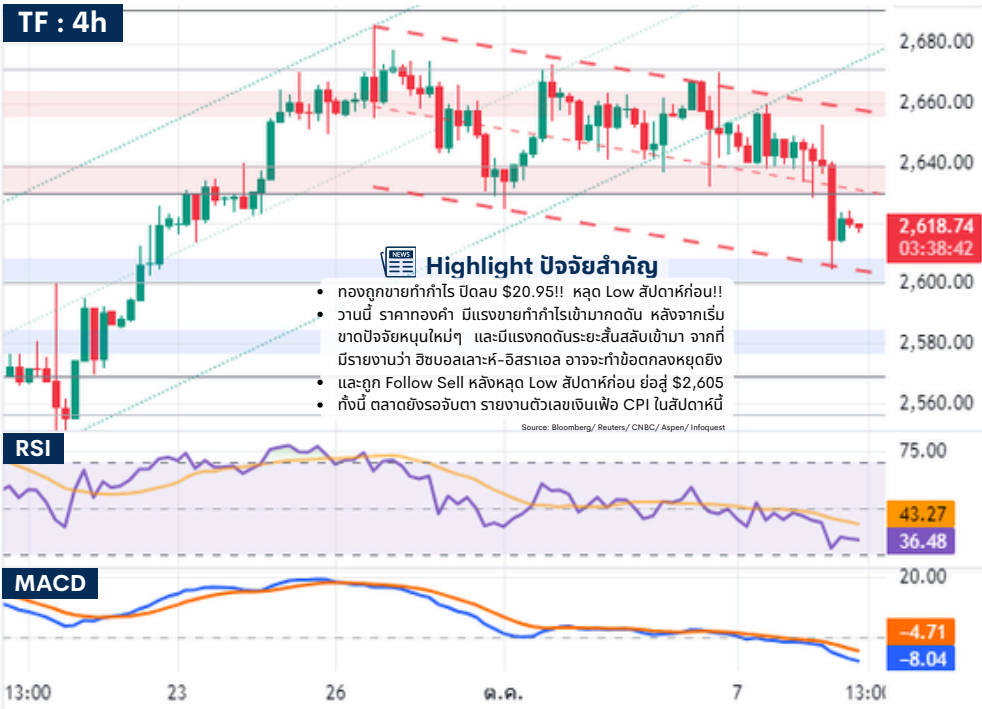 TF : 4h
2,680.00
2,660.00
2,640.00
2,618.74
03:38:42
2,600.00
2,580.00
2,560.00
NEWS
Highlight ปัจจัยสำคัญ
• ทองถูกขายทำกำไร ปิดลบ $20.95!! หลุด Low สัปดาห์ก่อน!!
• วานนี้ ราคาทองคำ มีแรงขายทำกำไรเข้ามากดดัน หลังจากเริ่ม
ขาดปัจจัยหนุนใหม่ๆ และมีแรงกดดันระยะสั้นสลับเข้ามา จากที่
มีรายงานว่า ฮิซบอลเลาะห์-อิสราเอล อาจจะทำข้อตกลงหยุดยิง
• และถูก Follow Sell หลังหลุด Low สัปดาห์ก่อน ย่อสู่ $2,605
• ทั้งนี้ ตลาดยังรอจับตา รายงานตัวเลขเงินเฟ้อ CPI ในสัปดาห์นี้
Source: Bloomberg/ Reuters/ CNBC/ Aspen/ Infoquest
RSI
75.00
43.27
36.48
MACD
20.00
-4.71
-8.04
13:00 23 26 ต.ค. 7 13:00